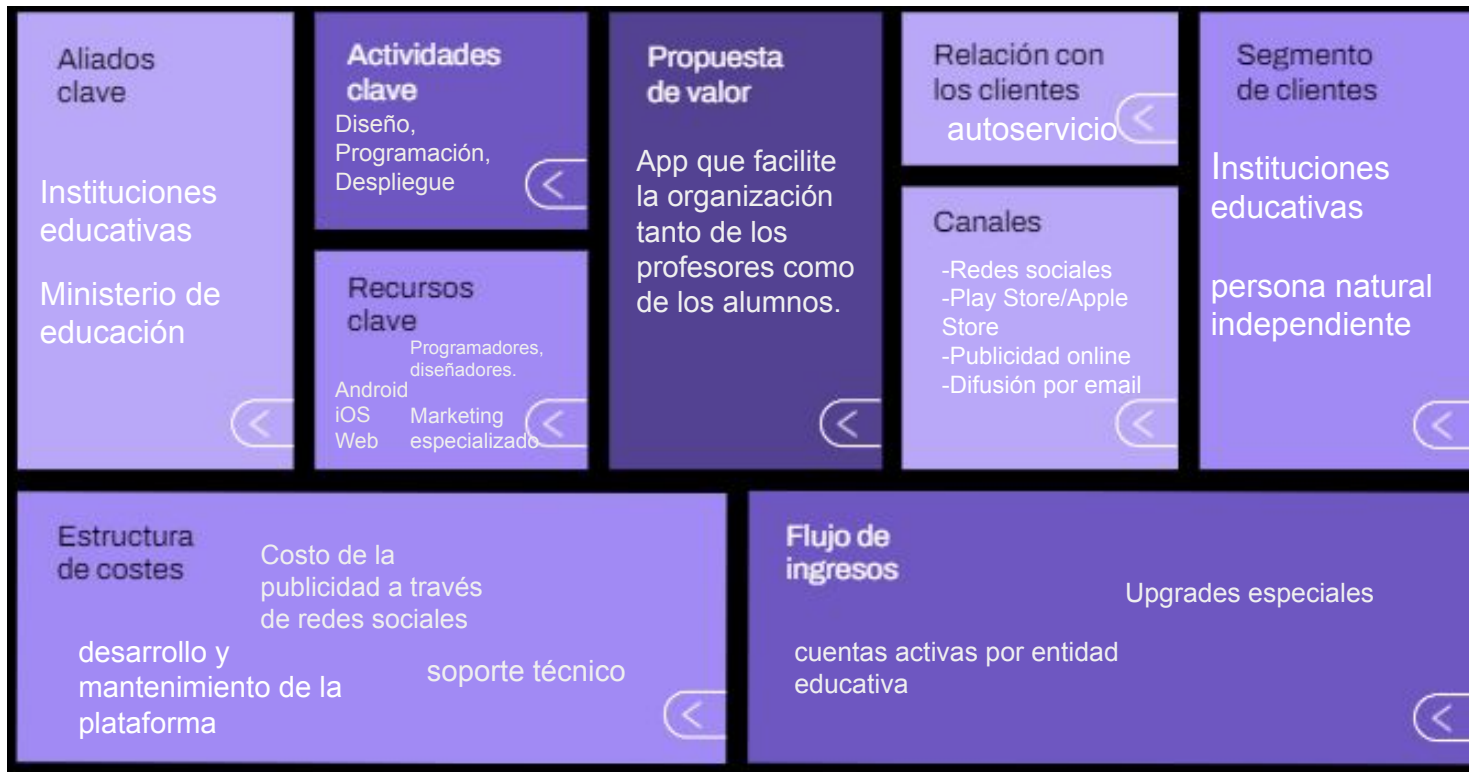 Aliados
clave
Instituciones
educativas
Ministerio de
educación
Actividades
clave
Diseño,
Programación,
Despliegue
Recursos
clave
Programadores,
diseñadores.
Android
iOS
Web
Marketing
especializado
Propuesta
de valor
App que facilite
la organización
tanto de los
profesores como
de los alumnos.
Relación con
los clientes
autoservicio
Canales
-Redes sociales
-Play Store/Apple
Store
-Publicidad online
-Difusión por email
Segmento
de clientes
Instituciones
educativas
persona natural
independiente
Estructura
de costes
Costo de la
publicidad a través
de redes sociales
desarrollo y
mantenimiento de la
plataforma
soporte técnico
Flujo de
ingresos
Upgrades especiales
cuentas activas por entidad
educativa